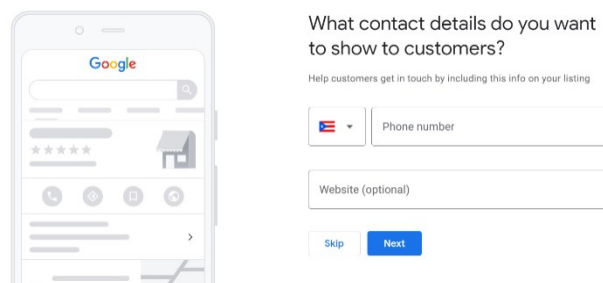 Google
What contact details do you want
to show to customers?
Help customers get in touch by including this info on your listing
Phone number
Website (optional)
Skip
Next